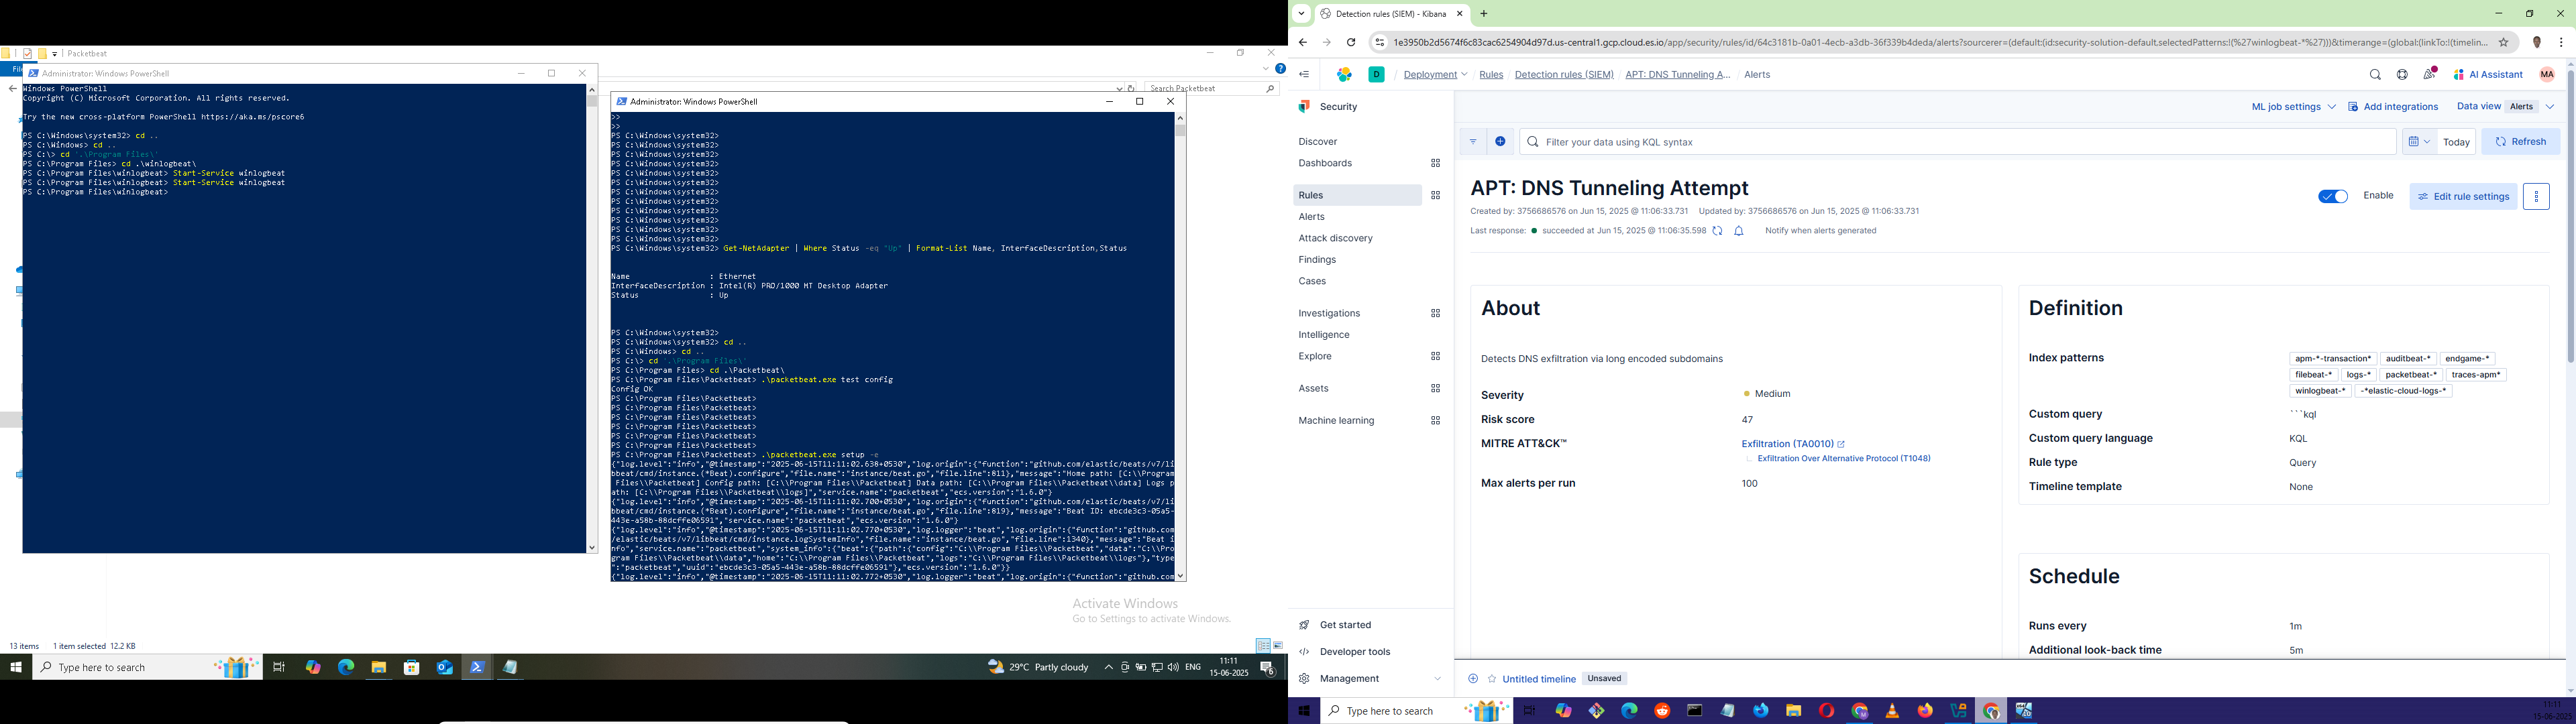 Packetbeat
Search Packetbeat
Administrator: Windows PowerShell
Windows PowerShell
Copyright (C) Microsoft Corporation. All rights reserved.
Try the new cross-platform PowerShell https://aka.ms/pscore6
PS C:\Windows\system32> cd ..
PS C:\Windows> cd ..
PS C:\> cd '.\Program Files\'
PS C:\Program Files> cd .\winlogbeat\
PS C:\Program Files\winlogbeat> Start-Service winlogbeat
PS C:\Program Files\winlogbeat> Start-Service winlogbeat
PS C:\Program Files\winlogbeat>
Administrator: Windows PowerShell
>>
>>
PS C:\Windows\system32>
PS C:\Windows\system32>
PS C:\Windows\system32>
PS C:\Windows\system32>
PS C:\Windows\system32>
PS C:\Windows\system32>
PS C:\Windows\system32>
PS C:\Windows\system32>
PS C:\Windows\system32>
PS C:\Windows\system32>
PS C:\Windows\system32>
PS C:\Windows\system32>
PS C:\Windows\system32> Get-NetAdapter | Where Status -eq "Up" | Format-List Name, InterfaceDescription,Status
Name : Ethernet
InterfaceDescription : Intel(R) PRO/1000 MT Desktop Adapter
Status : Up
PS C:\Windows\system32>
PS C:\Windows\system32> cd ..
PS C:\Windows> cd ..
PS C:\> cd '.\Program Files\'
PS C:\Program Files> cd .\Packetbeat\
PS C:\Program Files\Packetbeat> .\packetbeat.exe test config
Config OK
PS C:\Program Files\Packetbeat>
PS C:\Program Files\Packetbeat>
PS C:\Program Files\Packetbeat>
PS C:\Program Files\Packetbeat>
PS C:\Program Files\Packetbeat>
PS C:\Program Files\Packetbeat>
PS C:\Program Files\Packetbeat> .\packetbeat.exe setup -e
{"log.level":"info","@timestamp":"2025-06-15T11:11:02.638+0530","log.origin":{"function":"github.com/elastic/beats/v7/li
bbeat/cmd/instance.(*Beat).configure","file.name":"instance/beat.go","file.line":811},"message":"Home path: [C:\\Program
Files\\Packetbeat] Config path: [C:\\Program Files\\Packetbeat] Data path: [C:\\Program Files\\Packetbeat\\data] Logs p
ath: [C:\\Program Files\\Packetbeat\\logs]","service.name":"packetbeat","ecs.version":"1.6.0"}
{"log.level":"info","@timestamp":"2025-06-15T11:11:02.700+0530","log.origin":{"function":"github.com/elastic/beats/v7/li
bbeat/cmd/instance.(*Beat).configure","file.name":"instance/beat.go","file.line":819},"message":"Beat ID: ebcde3c3-05a5-
443e-a58b-88dcffe06591","service.name":"packetbeat","ecs.version":"1.6.0"}
{"log.level":"info","@timestamp":"2025-06-15T11:11:02.770+0530","log.logger":"beat","log.origin":{"function":"github.com
/elastic/beats/v7/libbeat/cmd/instance.logSystemInfo","file.name":"instance/beat.go","file.line":1340},"message":"Beat i
nfo","service.name":"packetbeat","system_info":{"beat":{"path":{"config":"C:\\Program Files\\Packetbeat","data":"C:\\Pro
gram Files\\Packetbeat\\data","home":"C:\\Program Files\\Packetbeat","logs":"C:\\Program Files\\Packetbeat\\logs"},"type
":"packetbeat","uuid":"ebcde3c3-05a5-443e-a58b-88dcffe06591"},"ecs.version":"1.6.0"}}
{"log.level":"info","@timestamp":"2025-06-15T11:11:02.772+0530","log.logger":"beat","log.origin":{"function":"github.com
Activate Windows
Go to Settings to activate Windows.
13 items 1 item selected 12.2 KB
Type here to search
29°C Partly cloudy
ENG
11:11
15-06-2025
6
Detection rules (SIEM) - Kibana
1e3950b2d5674f6c83cac6254904d97d.us-central1.gcp.cloud.es.io/app/security/rules/id/64c3181b-0a01-4ecb-a3db-36f339b4deda/alerts?sourcerer=(default:(id:security-solution-default,selectedPatterns:!(%27winlogbeat-*%27)))&timerange=(global:(linkTo:!(timelin...
D
Deployment / Rules / Detection rules (SIEM) / APT: DNS Tunneling A... / Alerts
AI Assistant
MA
Security
ML job settings
Add integrations
Data view
Alerts
Filter your data using KQL syntax
Today
Refresh
Discover
Dashboards
Rules
Alerts
Attack discovery
Findings
Cases
Investigations
Intelligence
Explore
Assets
Machine learning
Get started
Developer tools
Management
APT: DNS Tunneling Attempt
Created by: 3756686576 on Jun 15, 2025 @ 11:06:33.731 Updated by: 3756686576 on Jun 15, 2025 @ 11:06:33.731
Last response: succeeded at Jun 15, 2025 @ 11:06:35.598
Notify when alerts generated
Enable
Edit rule settings
About
Detects DNS exfiltration via long encoded subdomains
Severity Medium
Risk score 47
MITRE ATT&CK™ Exfiltration (TA0010)
Exfiltration Over Alternative Protocol (T1048)
Max alerts per run 100
Definition
Index patterns apm-*-transaction* auditbeat-* endgame-*
filebeat-* logs-* packetbeat-* traces-apm*
winlogbeat-* -*elastic-cloud-logs-*
Custom query ```kql
Custom query language KQL
Rule type Query
Timeline template None
Schedule
Runs every 1m
Additional look-back time 5m
Untitled timeline Unsaved
Type here to search
11:11